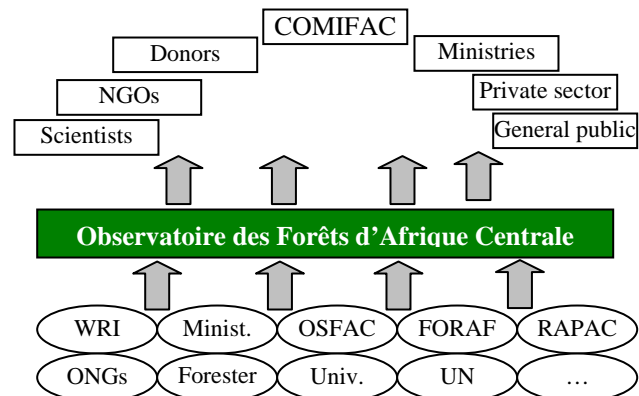 COMIFAC
Donors
Ministries
NGOs
Private sector
Scientists
General public
Observatoire des Forêts d'Afrique Centrale
WRI
Minist.
OSFAC
FORAF
RAPAC
ONGs
Forester
Univ.
UN
…